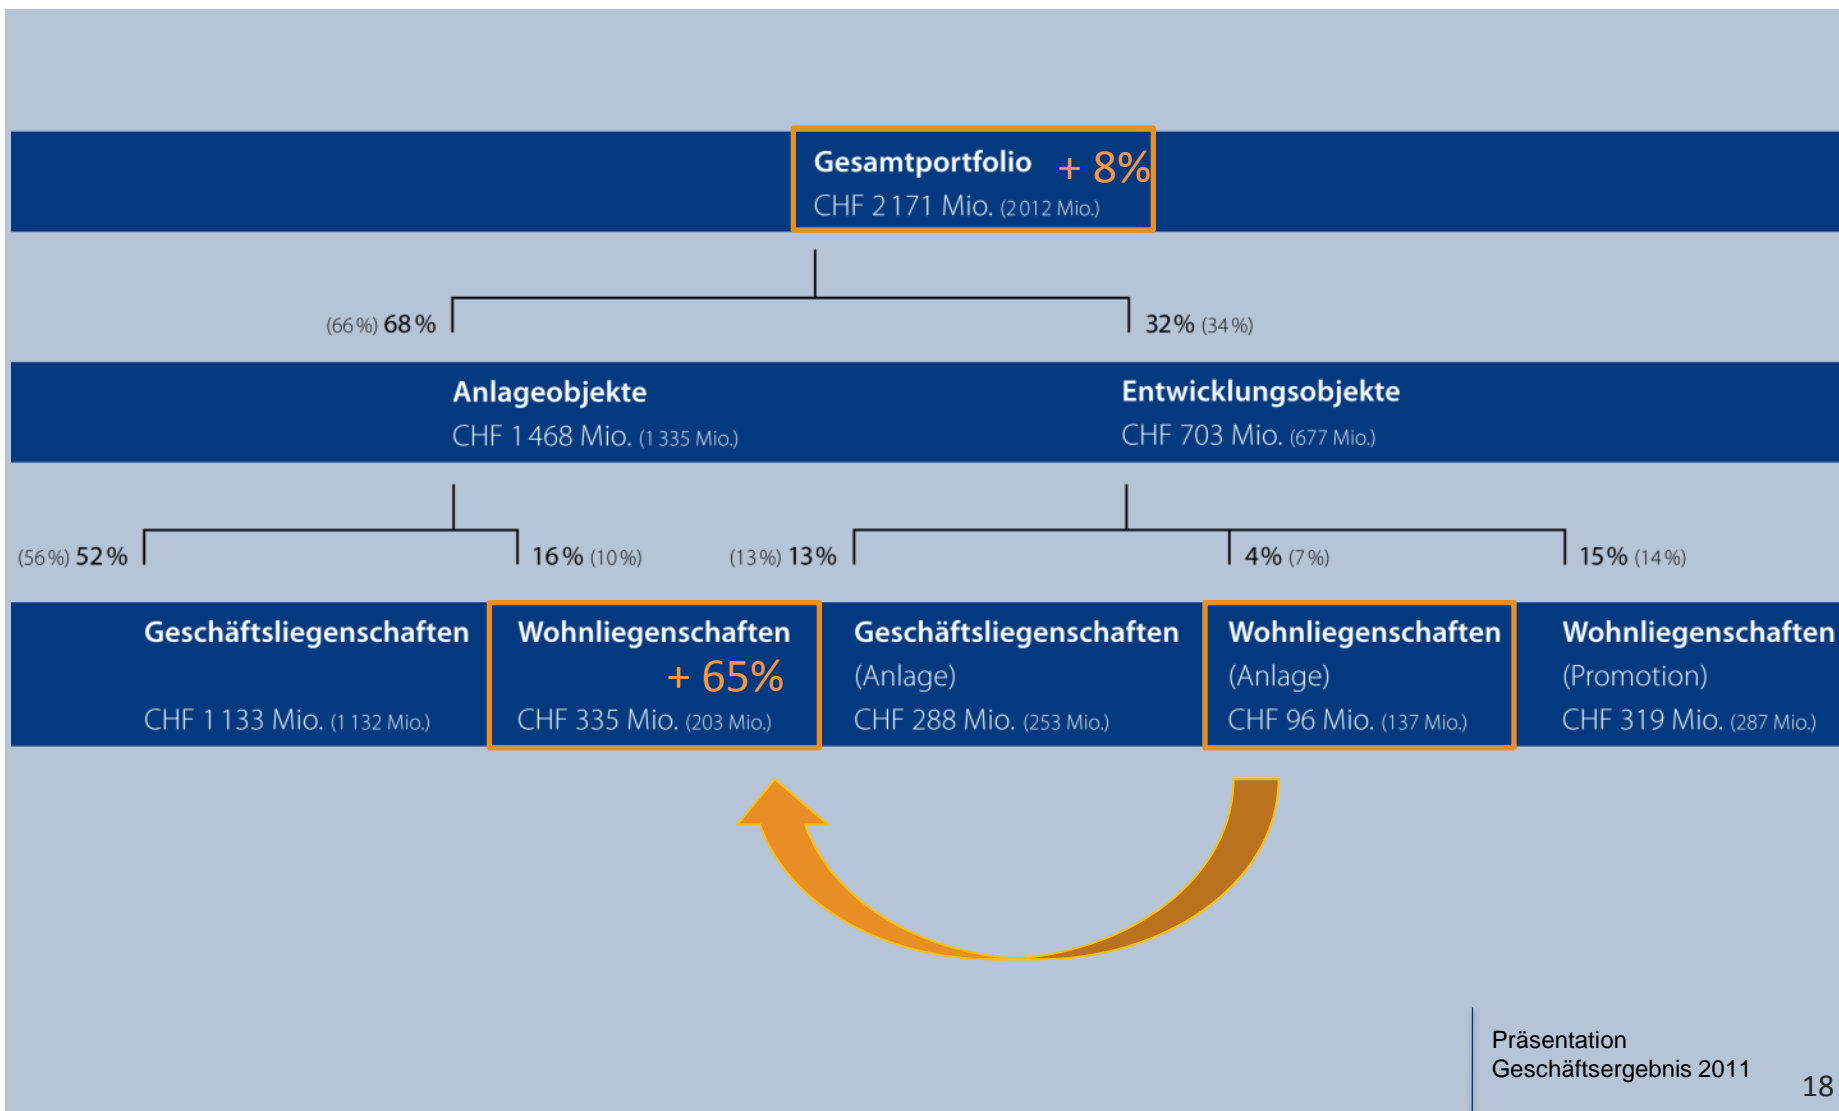 Gesamtportfolio + 8%
CHF 2 171 Mio. (2 012 Mio.)
(66 %) 68 %
32% (34 %)
Anlageobjekte
CHF 1 468 Mio. (1 335 Mio.)
Entwicklungsobjekte
CHF 703 Mio. (677 Mio.)
(56 %) 52%
16% (10 %)
(13 %) 13%
4% (7 %)
15% (14 %)
Geschäftsliegenschaften
CHF 1 133 Mio. (1 132 Mio.)
Wohnliegenschaften
+ 65%
CHF 335 Mio. (203 Mio.)
Geschäftsliegenschaften
(Anlage)
CHF 288 Mio. (253 Mio.)
Wohnliegenschaften
(Anlage)
CHF 96 Mio. (137 Mio.)
Wohnliegenschaften
(Promotion)
CHF 319 Mio. (287 Mio.)
Präsentation
Geschäftsergebnis 2011
18